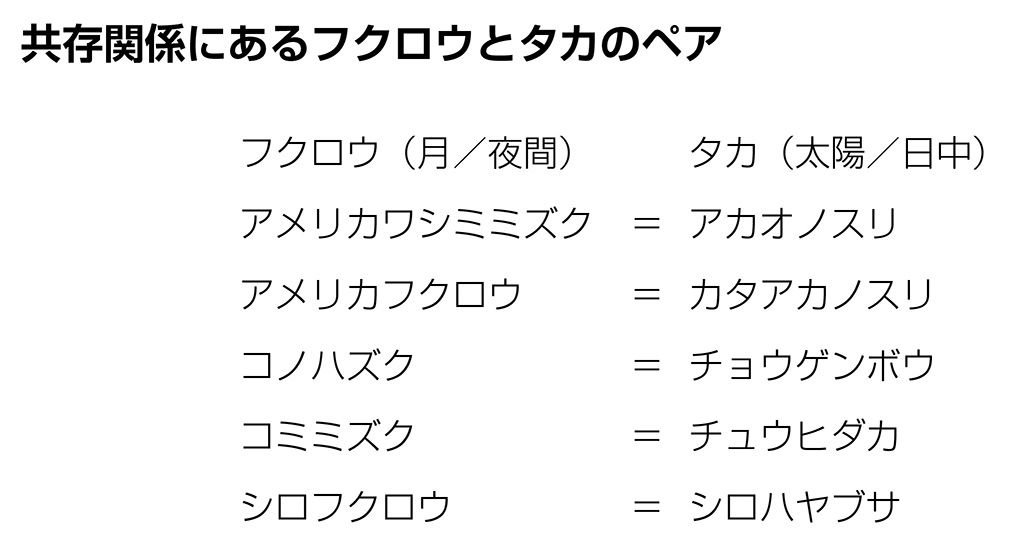 共存関係にあるフクロウとタカのペア
フクロウ（月／夜間） タカ（太陽／日中）
アメリカワシミミズク ＝ アカオノスリ
アメリカフクロウ ＝ カタアカノスリ
コノハズク ＝ チョウゲンボウ
コミミズク ＝ チュウヒダカ
シロフクロウ ＝ シロハヤブサ